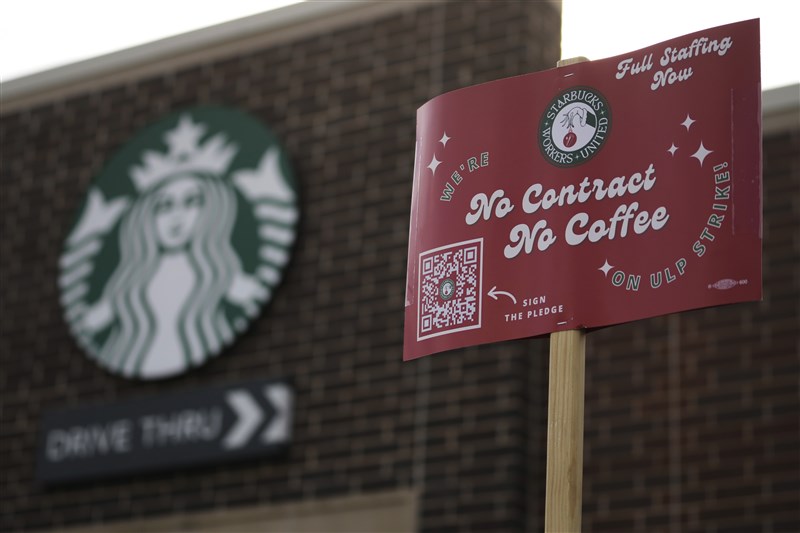 Full Staffing
Now
STARBUCKS
WORKERS UNITED
WE'RE
No Contract
No Coffee
ON ULP STRIKE!
SIGN
THE PLEDGE
DRIVE THRU